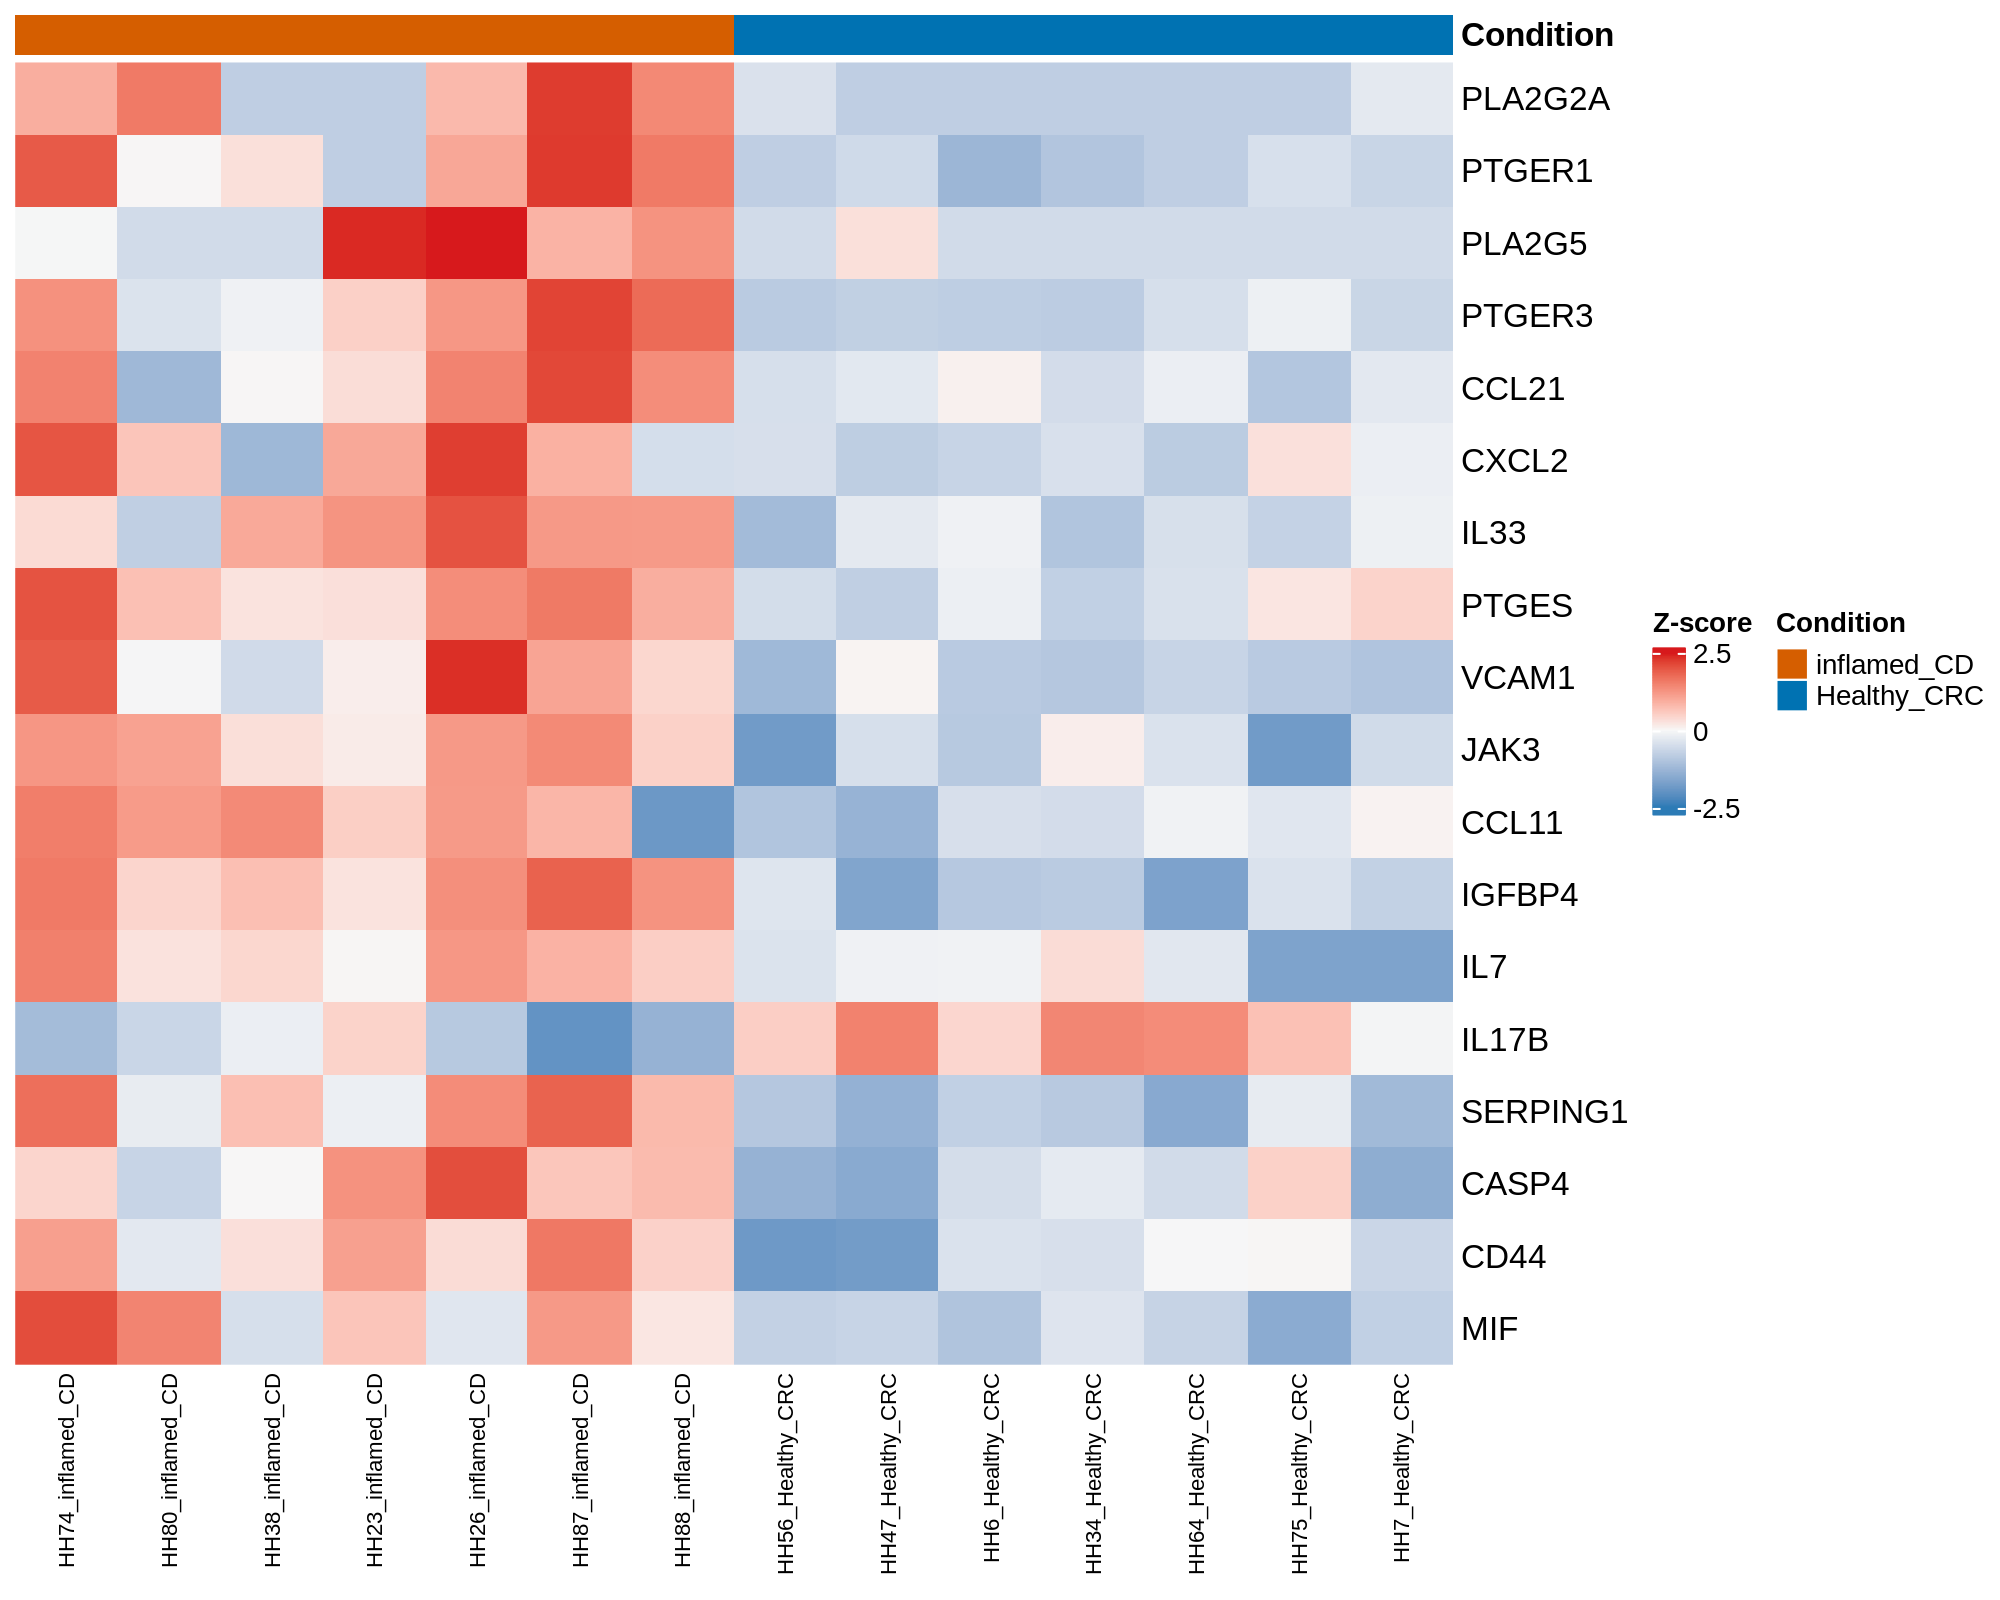 Condition
PLA2G2A
PTGER1
PLA2G5
PTGER3
CCL21
CXCL2
IL33
PTGES
VCAM1
JAK3
CCL11
IGFBP4
IL7
IL17B
SERPING1
CASP4
CD44
MIF
HH74_inflamed_CD
HH80_inflamed_CD
HH38_inflamed_CD
HH23_inflamed_CD
HH26_inflamed_CD
HH87_inflamed_CD
HH88_inflamed_CD
HH56_Healthy_CRC
HH47_Healthy_CRC
HH6_Healthy_CRC
HH34_Healthy_CRC
HH64_Healthy_CRC
HH75_Healthy_CRC
HH7_Healthy_CRC
Z-score
2.5
0
-2.5
Condition
inflamed_CD
Healthy_CRC